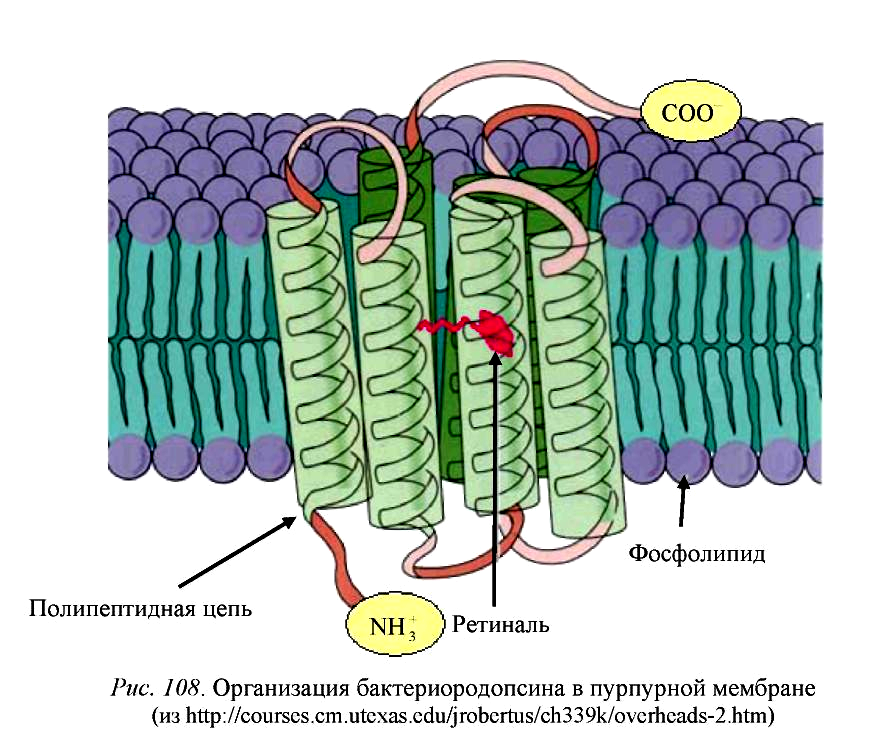 COO⁻
Фосфолипид
Полипептидная цепь
NH₃⁺
Ретиналь
Рис. 108. Организация бактериородопсина в пурпурной мембране
(из http://courses.cm.utexas.edu/jrobertus/ch339k/overheads-2.htm)